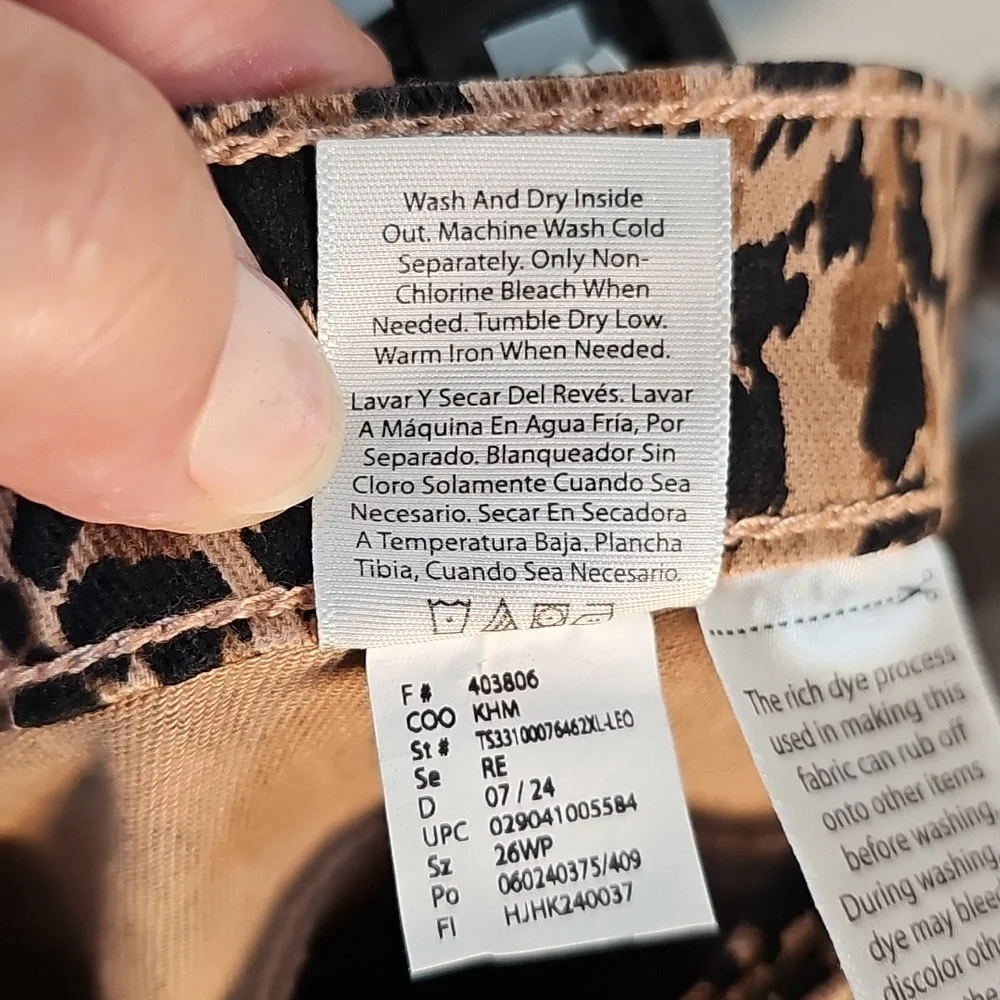 Wash And Dry Inside
Out. Machine Wash Cold
Separately. Only Non-
Chlorine Bleach When
Needed. Tumble Dry Low.
Warm Iron When Needed.
Lavar Y Secar Del Revés. Lavar
A Máquina En Agua Fría, Por
Separado. Blanqueador Sin
Cloro Solamente Cuando Sea
Necesario. Secar En Secadora
A Temperatura Baja. Plancha
Tibia, Cuando Sea Necesario.
F # 403806
COO KHM
St # TS33100076462XL-LEO
Se RE
D 07 / 24
UPC 029041005584
Sz 26WP
Po 060240375/409
FI HJHK240037
The rich dye process
used in making this
fabric can rub off
onto other items
before washing.
During washing,
dye may bleed
discolor